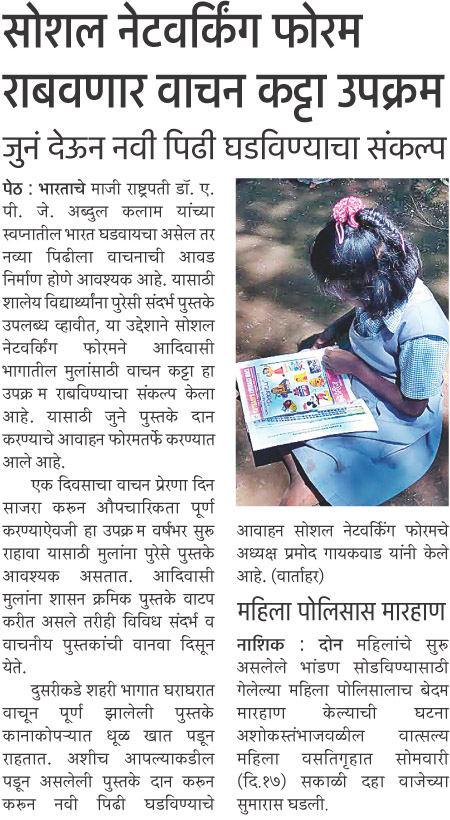 सोशल नेटवर्किंग फोरम
राबवणार वाचन कट्टा उपक्रम
जुनं देऊन नवी पिढी घडविण्याचा संकल्प
पेठ : भारताचे माजी राष्ट्रपती डॉ. ए.
पी. जे. अब्दुल कलाम यांच्या
स्वप्नातील भारत घडवायचा असेल तर
नव्या पिढीला वाचनाची आवड
निर्माण होणे आवश्यक आहे. यासाठी
शालेय विद्यार्थ्यांना पुरेसी संदर्भ पुस्तके
उपलब्ध व्हावीत, या उद्देशाने सोशल
नेटवर्किंग फोरमने आदिवासी
भागातील मुलांसाठी वाचन कट्टा हा
उपक्र म राबविण्याचा संकल्प केला
आहे. यासाठी जुने पुस्तके दान
करण्याचे आवाहन फोरमतर्फे करण्यात
आले आहे.
एक दिवसाचा वाचन प्रेरणा दिन
साजरा करून औपचारिकता पूर्ण
करण्याऐवजी हा उपक्र म वर्षभर सुरू
राहावा यासाठी मुलांना पुरेसे पुस्तके
आवश्यक असतात. आदिवासी
मुलांना शासन क्रमिक पुस्तके वाटप
करीत असले तरीही विविध संदर्भ व
वाचनीय पुस्तकांची वानवा दिसून
येते.
दुसरीकडे शहरी भागात घराघरात
वाचून पूर्ण झालेली पुस्तके
कानाकोपऱ्यात धूळ खात पडून
राहतात. अशीच आपल्याकडील
पडून असलेली पुस्तके दान करून
करून नवी पिढी घडविण्याचे
आवाहन सोशल नेटवर्किंग फोरमचे
अध्यक्ष प्रमोद गायकवाड यांनी केले
आहे. (वार्ताहर)
महिला पोलिसास मारहाण
नाशिक : दोन महिलांचे सुरू
असलेले भांडण सोडविण्यासाठी
गेलेल्या महिला पोलिसालाच बेदम
मारहाण केल्याची घटना
अशोकस्तंभाजवळील वात्सल्य
महिला वसतिगृहात सोमवारी
(दि.१७) सकाळी दहा वाजेच्या
सुमारास घडली.